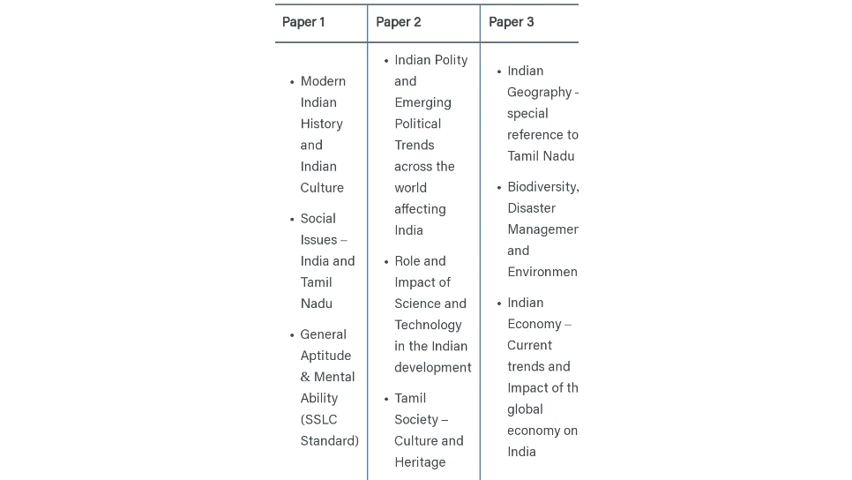 Paper 1
Modern
Indian
History
and
Indian
Culture
Social
Issues –
India and
Tamil
Nadu
General
Aptitude
& Mental
Ability
(SSLC
Standard)
Paper 2
Indian Polity
and
Emerging
Political
Trends
across the
world
affecting
India
Role and
Impact of
Science and
Technology
in the Indian
development
Tamil
Society –
Culture and
Heritage
Paper 3
Indian
Geography -
special
reference to
Tamil Nadu
Biodiversity,
Disaster
Managemer
and
Environmen
Indian
Economy –
Current
trends and
Impact of th
global
economy on
India